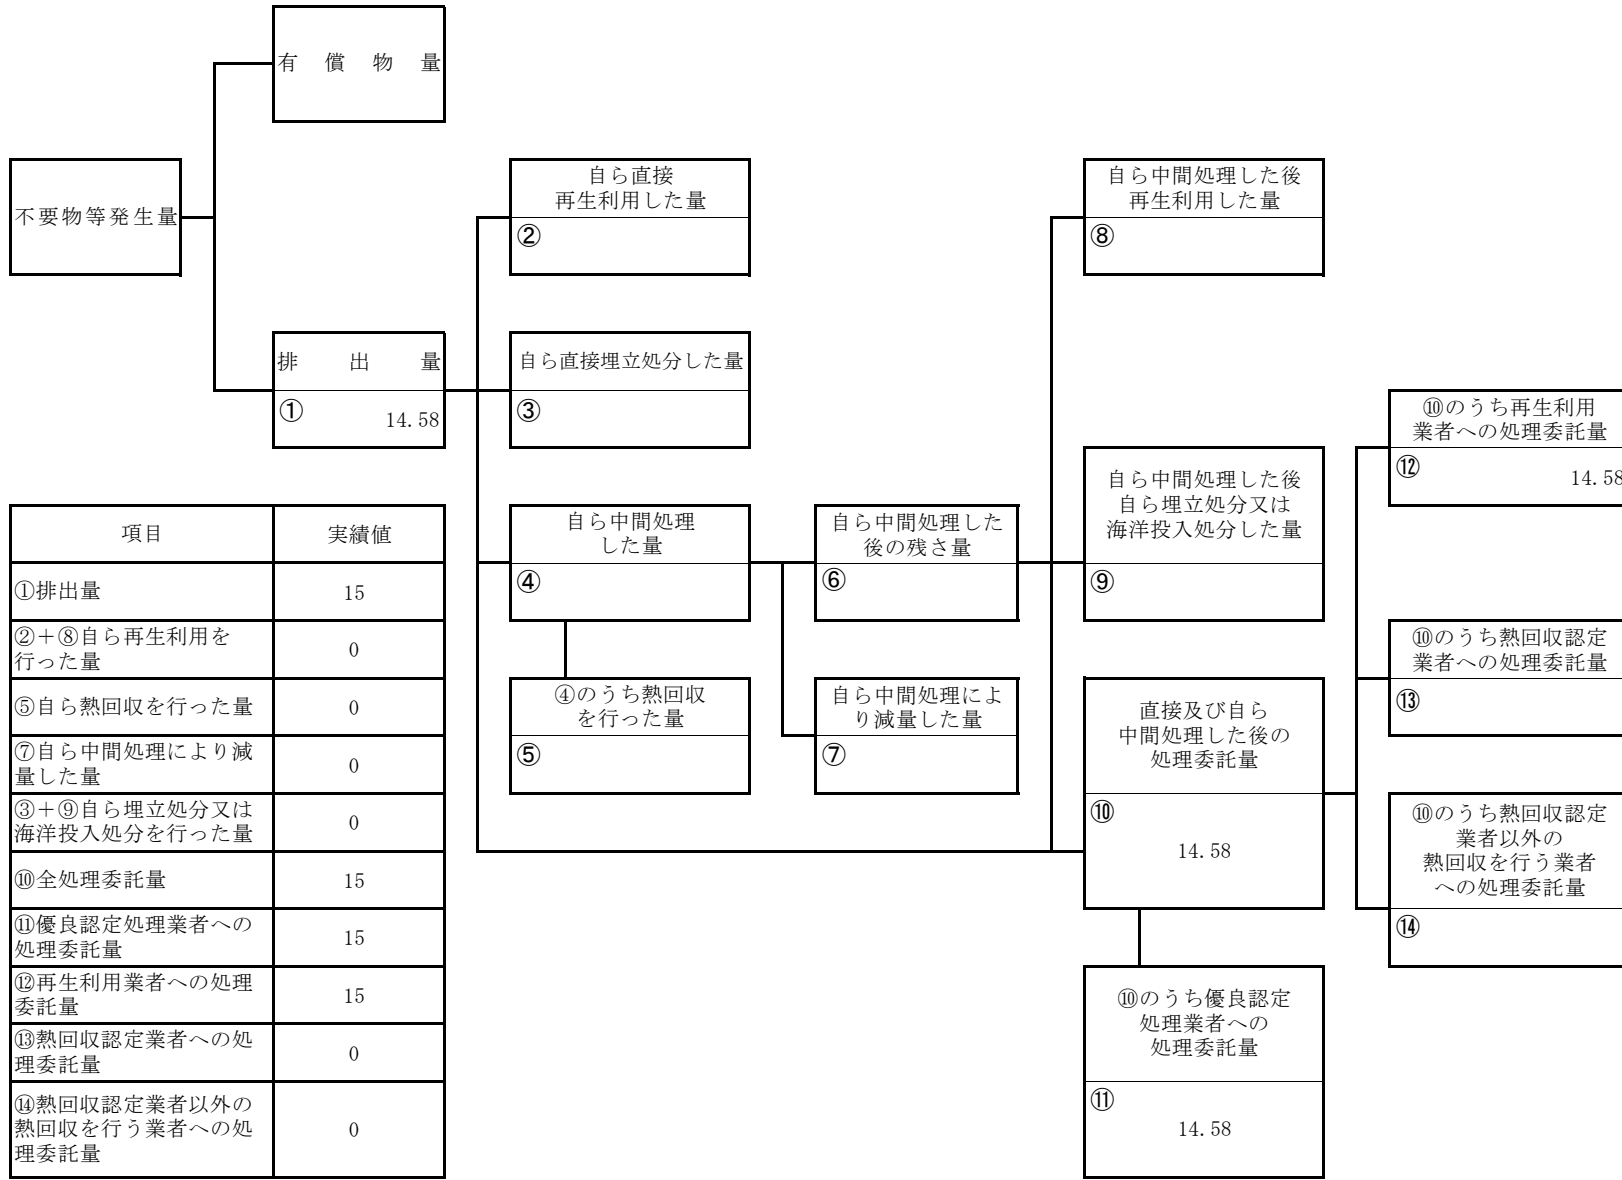 有償物量
不要物等発生量
自ら直接
再生利用した量
②
自ら中間処理した後
再生利用した量
⑧
排出量
①
14.58
自ら直接埋立処分した量
③
⑩のうち再生利用
業者への処理委託量
⑫
14.58
自ら中間処理
した量
④
自ら中間処理した
後の残さ量
⑥
自ら中間処理した後
自ら埋立処分又は
海洋投入処分した量
⑨
④のうち熱回収
を行った量
⑤
自ら中間処理によ
り減量した量
⑦
直接及び自ら
中間処理した後の
処理委託量
⑩
14.58
⑩のうち熱回収認定
業者への処理委託量
⑬
⑩のうち熱回収認定
業者以外の
熱回収を行う業者
への処理委託量
⑭
⑩のうち優良認定
処理業者への
処理委託量
⑪
14.58
項目 実績値
①排出量 15
②+⑧自ら再生利用を
行った量 0
⑤自ら熱回収を行った量 0
⑦自ら中間処理により減
量した量 0
③+⑨自ら埋立処分又は
海洋投入処分を行った量 0
⑩全処理委託量 15
⑪優良認定処理業者への
処理委託量 15
⑫再生利用業者への処理
委託量 15
⑬熱回収認定業者への処
理委託量 0
⑭熱回収認定業者以外の
熱回収を行う業者への処
理委託量 0